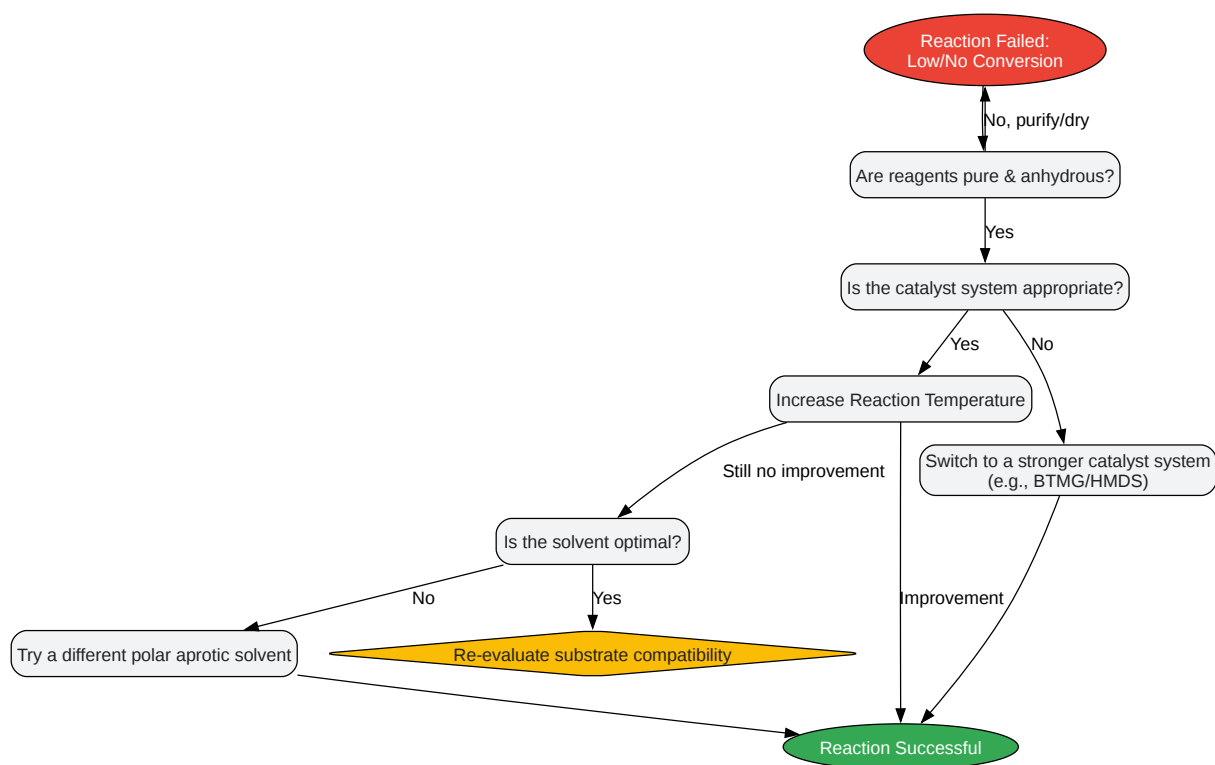 Reaction Failed:
Low/No Conversion
No, purify/dry
Are reagents pure & anhydrous?
Yes
Is the catalyst system appropriate?
Yes
No
Increase Reaction Temperature
Switch to a stronger catalyst system
(e.g., BTMG/HMDS)
Still no improvement
Is the solvent optimal?
No
Yes
Improvement
Try a different polar aprotic solvent
Re-evaluate substrate compatibility
Reaction Successful